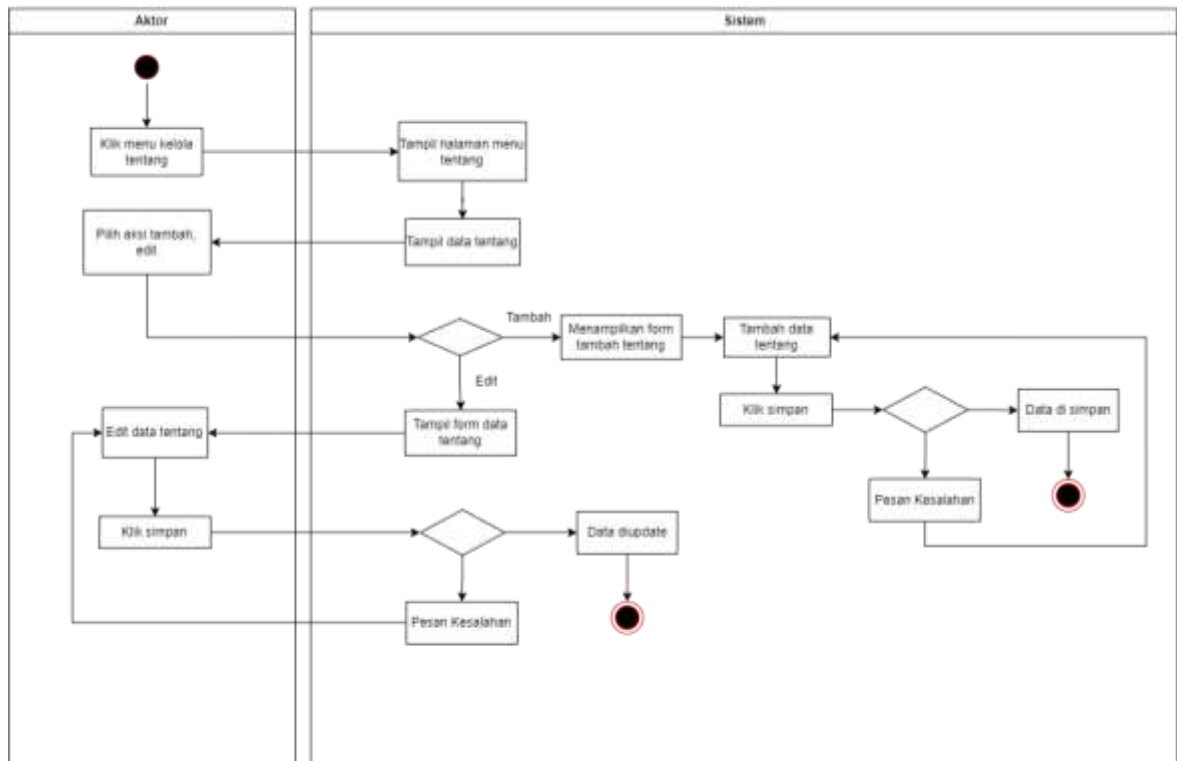 Aktor
Sistem
Klik menu kelola
tentang
Tampil halaman menu
tentang
Pilih aksi tambah,
edit
Tampil data tentang
Tambah
Menampilkan form
tambah tentang
Tambah data
tentang
Edit
Klik simpan
Data di simpan
Edit data tentang
Tampil form data
tentang
Pesan Kesalahan
Klik simpan
Data diupdate
Pesan Kesalahan